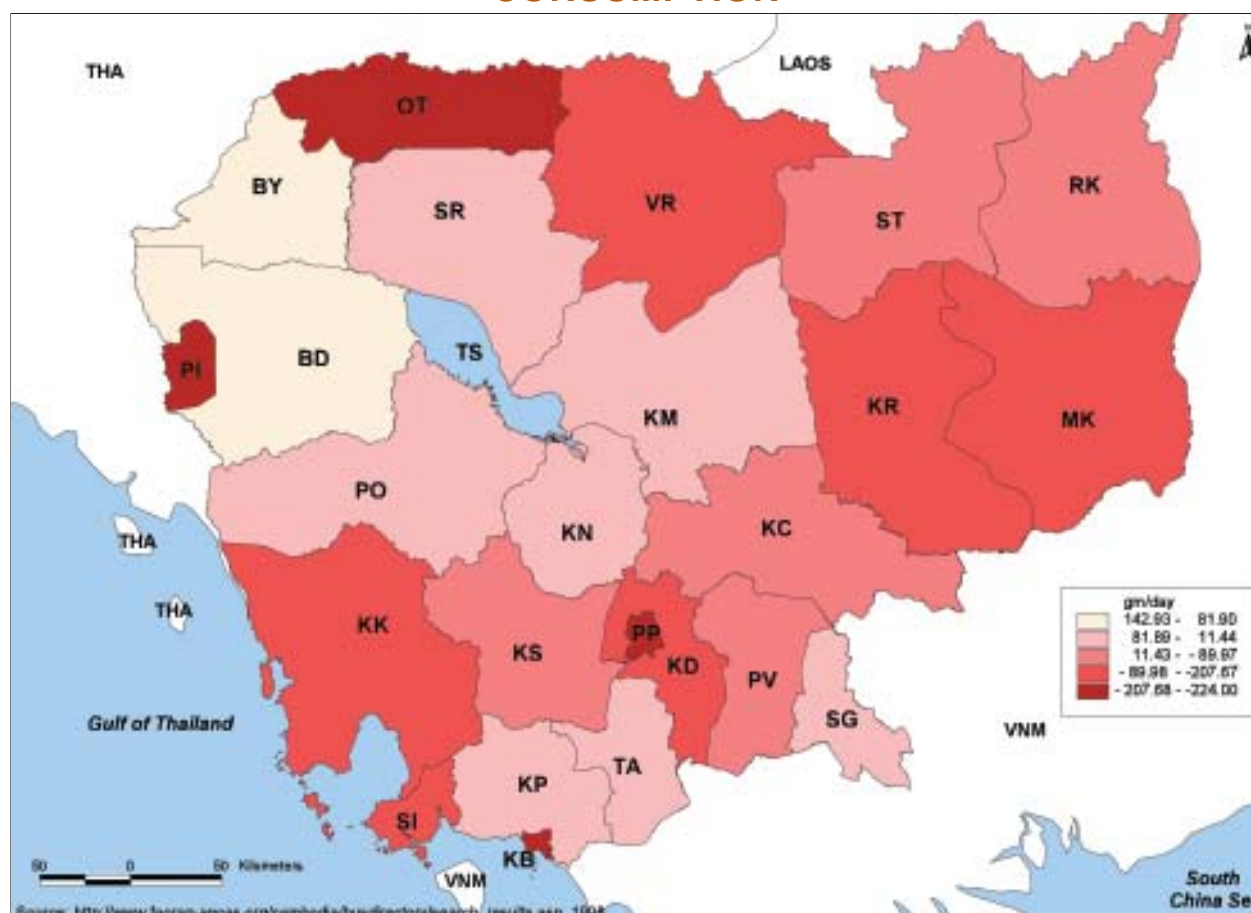 THA
LAOS
OT
BY
SR
VR
ST
RK
PI
BD
TS
KM
KR
MK
PO
KN
KC
THA
THA
KK
KS
PP
KD
PV
SG
Gulf of Thailand
VNM
gm/day
142.93 - 81.90
81.89 - 11.44
11.43 - -89.97
-89.98 - -207.67
-207.68 - -224.00
KP
TA
SI
KB
VNM
50 0 50 Kilometers
South
China Se